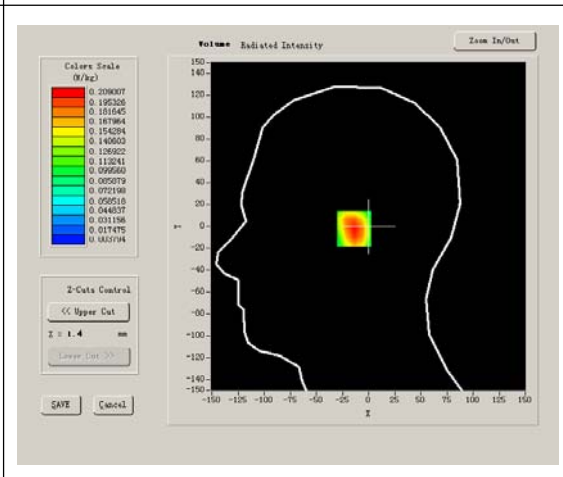 Volume Radiated Intensity
Zoom In/Out
Colors Scale
(W/kg)
0.209007
0.195326
0.181645
0.167964
0.154284
0.140603
0.126922
0.113241
0.099560
0.085879
0.072198
0.058518
0.044837
0.031156
0.017475
0.003794
150
140
120
100
80
60
40
20
0
-20
-40
-60
-80
-100
-120
-140
-150
Y
-150 -125 -100 -75 -50 -25 0 25 50 75 100 125 150
X
Z-Cuts Control
<< Upper Cut
Z = 1.4 mm
Lower Cut >>
SAVE
Cancel